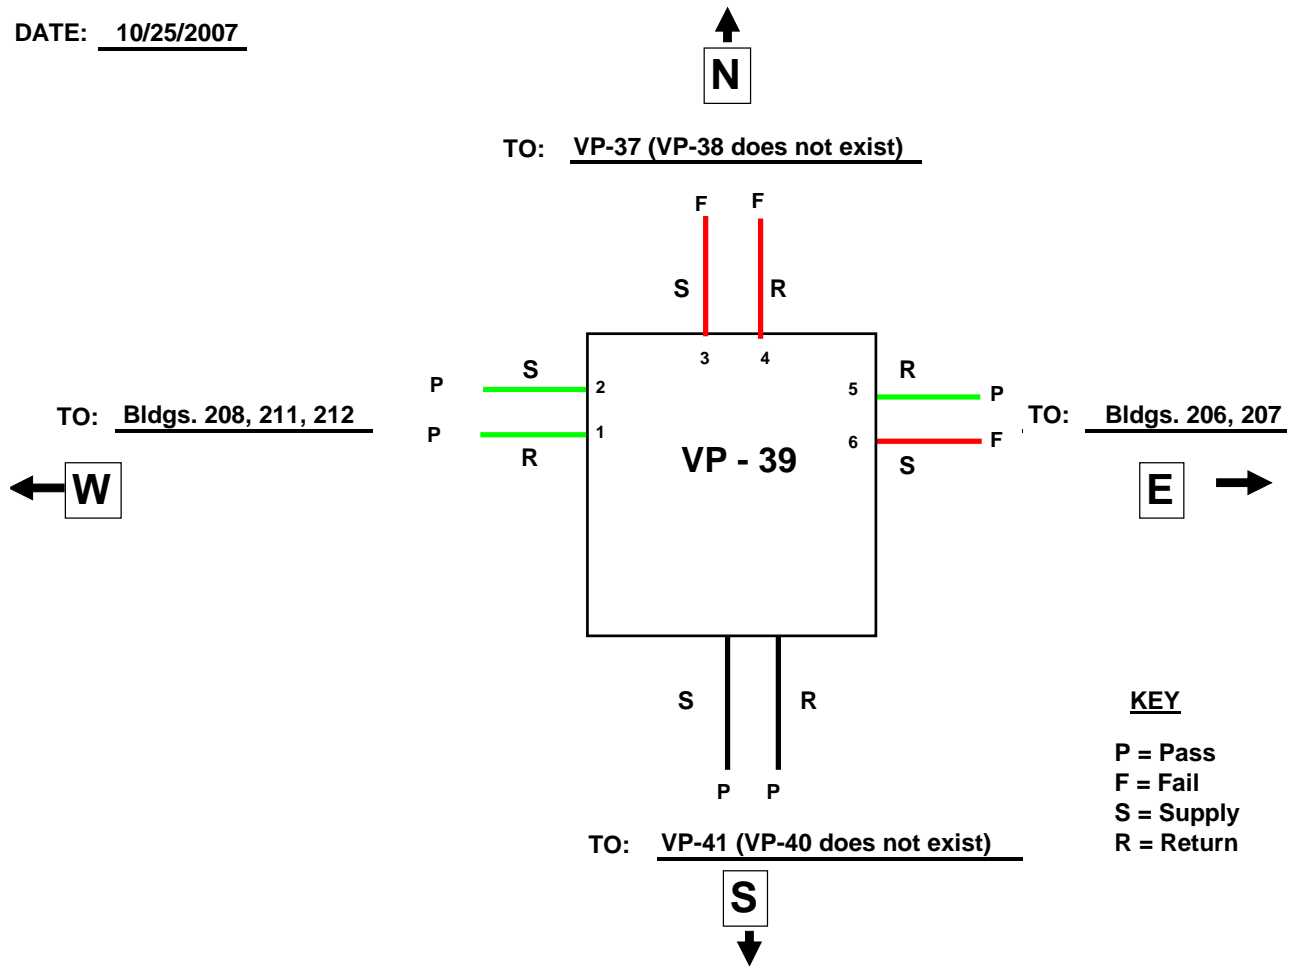 DATE: 10/25/2007
N
TO: VP-37 (VP-38 does not exist)
F F
S R
3 4
P S 2
5 R P
TO: Bldgs. 208, 211, 212
P R 1
6 S F
TO: Bldgs. 206, 207
VP - 39
W
E
S R
P P
KEY
P = Pass
F = Fail
S = Supply
R = Return
TO: VP-41 (VP-40 does not exist)
S